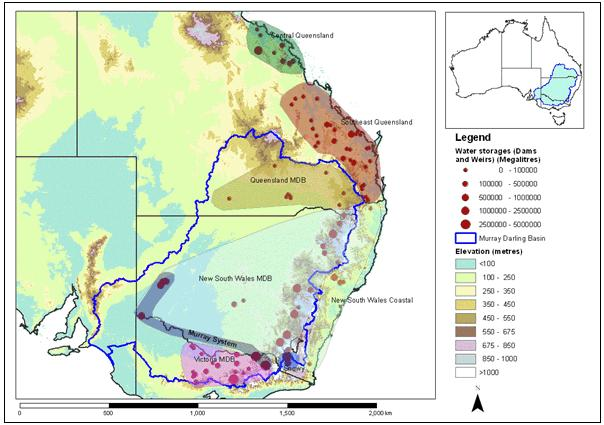 Central Queensland
Southeast Queensland
Queensland MDB
New South Wales MDB
New South Wales Coastal
Murray System
Victoria MDB
Snowy
0 500 1,000 1,500 2,000 km
Legend
Water storages (Dams
and Weirs) (Megalitres)
0 - 100000
100000 - 500000
500000 - 1000000
1000000 - 2500000
2500000 - 5000000
Murray Darling Basin
Elevation (metres)
<100
100 - 250
250 - 350
350 - 450
450 - 550
550 - 675
675 - 850
850 - 1000
>1000
N